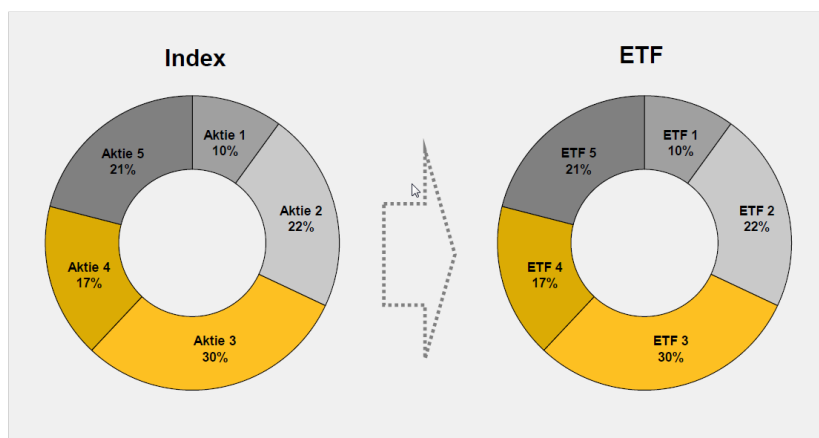 Index
Aktie 1
10%
Aktie 2
22%
Aktie 3
30%
Aktie 4
17%
Aktie 5
21%
ETF
ETF 1
10%
ETF 2
22%
ETF 3
30%
ETF 4
17%
ETF 5
21%